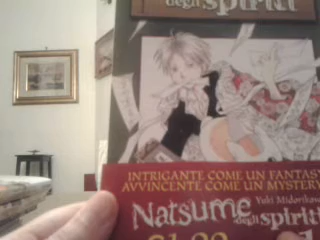 degli spiriti
INTRIGANTE COME UN FANTASY
AVVINCENTE COME UN MYSTERY
Yuki Midorikawa
Natsume degli spiriti